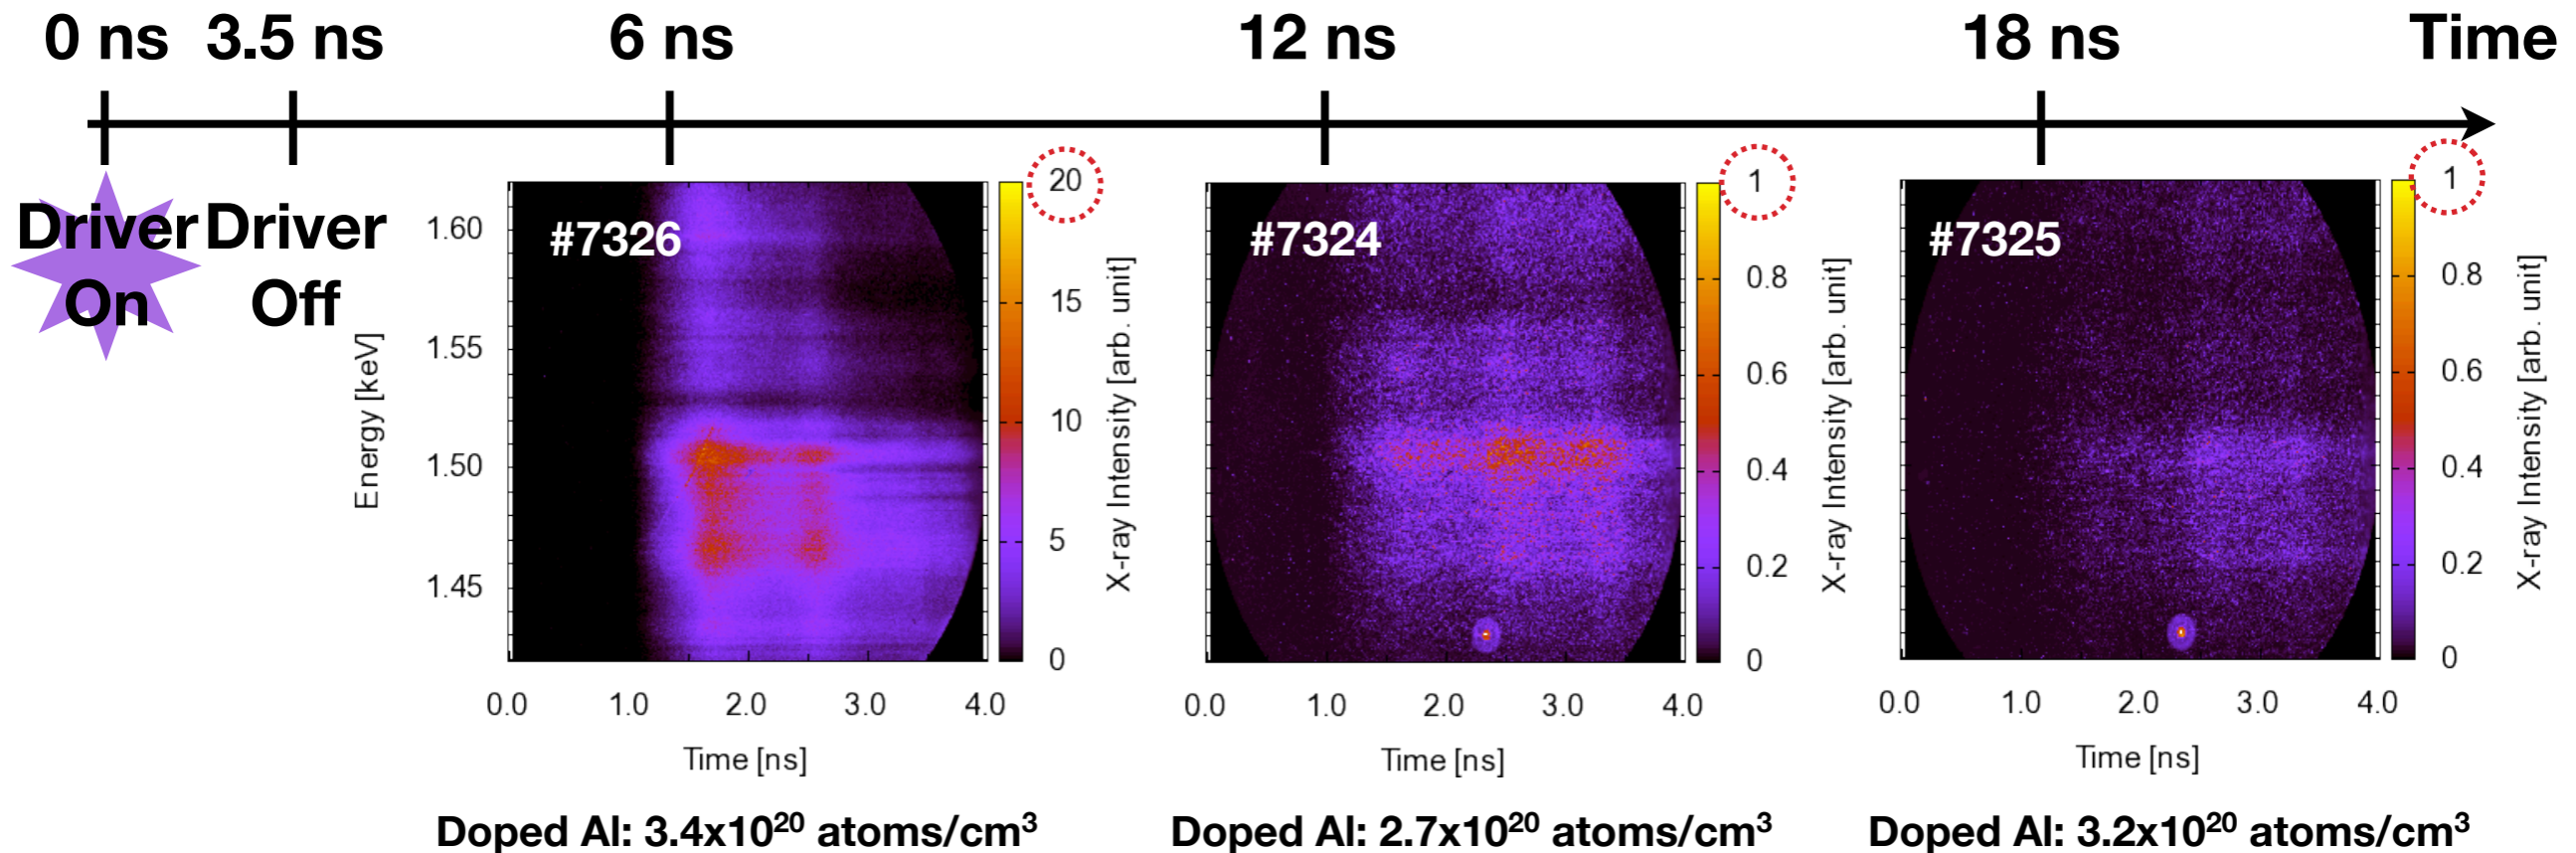 0 ns 3.5 ns 6 ns 12 ns 18 ns Time
Driver On
Driver Off
#7326
1.60
1.55
1.50
1.45
Energy [keV]
0.0 1.0 2.0 3.0 4.0
Time [ns]
20
15
10
5
0
X-ray Intensity [arb. unit]
Doped Al: 3.4x10²⁰ atoms/cm³
#7324
0.0 1.0 2.0 3.0 4.0
Time [ns]
1
0.8
0.6
0.4
0.2
0
X-ray Intensity [arb. unit]
Doped Al: 2.7x10²⁰ atoms/cm³
#7325
0.0 1.0 2.0 3.0 4.0
Time [ns]
1
0.8
0.6
0.4
0.2
0
X-ray Intensity [arb. unit]
Doped Al: 3.2x10²⁰ atoms/cm³